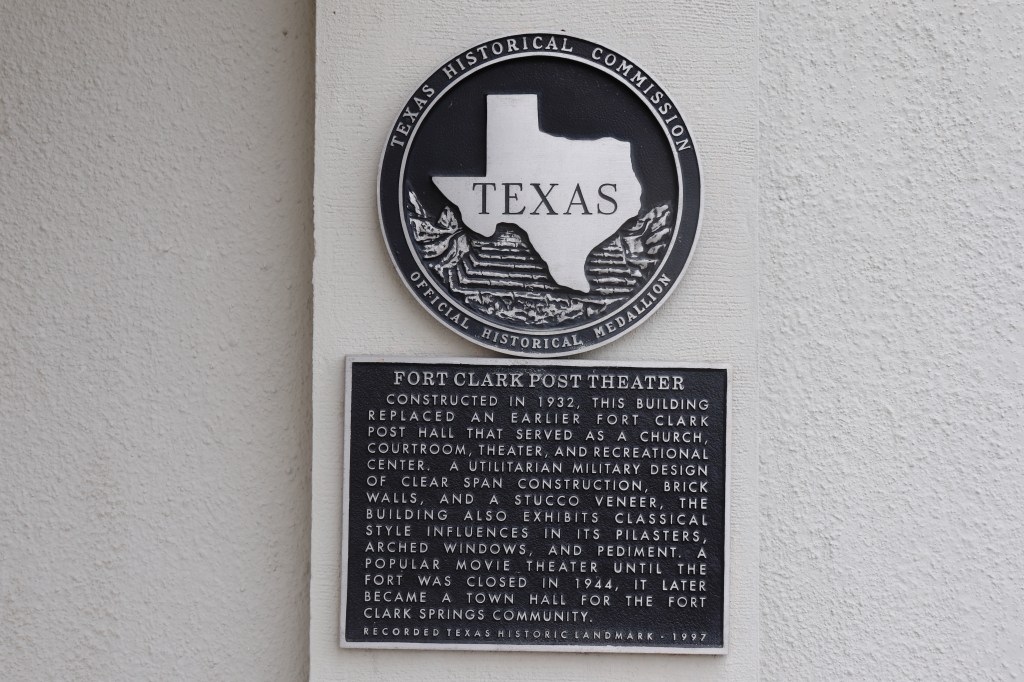 TEXAS HISTORICAL COMMISSION
TEXAS
OFFICIAL HISTORICAL MEDALLION
FORT CLARK POST THEATER
CONSTRUCTED IN 1932, THIS BUILDING
REPLACED AN EARLIER FORT CLARK
POST HALL THAT SERVED AS A CHURCH,
COURTROOM, THEATER, AND RECREATIONAL
CENTER. A UTILITARIAN MILITARY DESIGN
OF CLEAR SPAN CONSTRUCTION, BRICK
WALLS, AND A STUCCO VENEER, THE
BUILDING ALSO EXHIBITS CLASSICAL
STYLE INFLUENCES IN ITS PILASTERS,
ARCHED WINDOWS, AND PEDIMENT. A
POPULAR MOVIE THEATER UNTIL THE
FORT WAS CLOSED IN 1944, IT LATER
BECAME A TOWN HALL FOR THE FORT
CLARK SPRINGS COMMUNITY.
RECORDED TEXAS HISTORIC LANDMARK - 1997